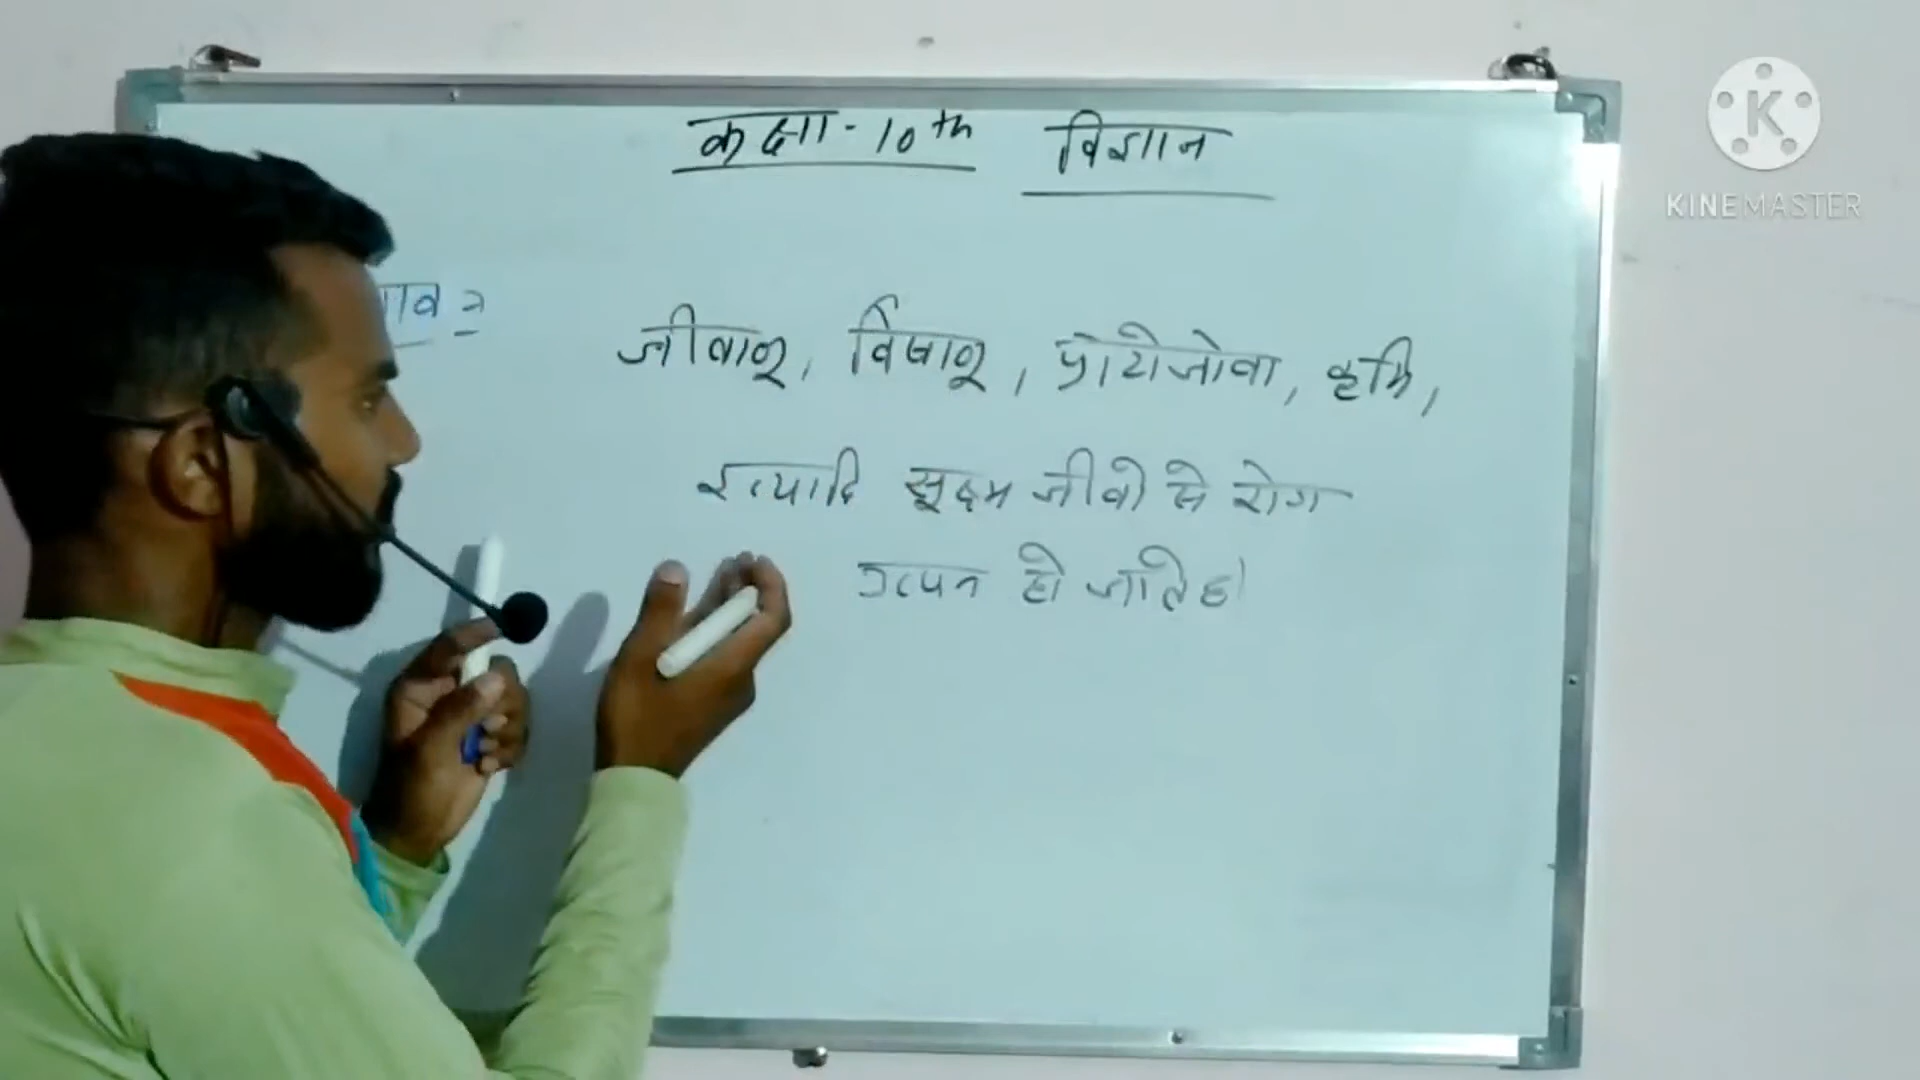 कक्षा - 10th विज्ञान
जीवाणू, विषाणू, प्रोटोजोवा, कृमि,
इत्यादि सूक्ष्म जीवो से रोग
उत्पन हो जाते है।
KINEMASTER